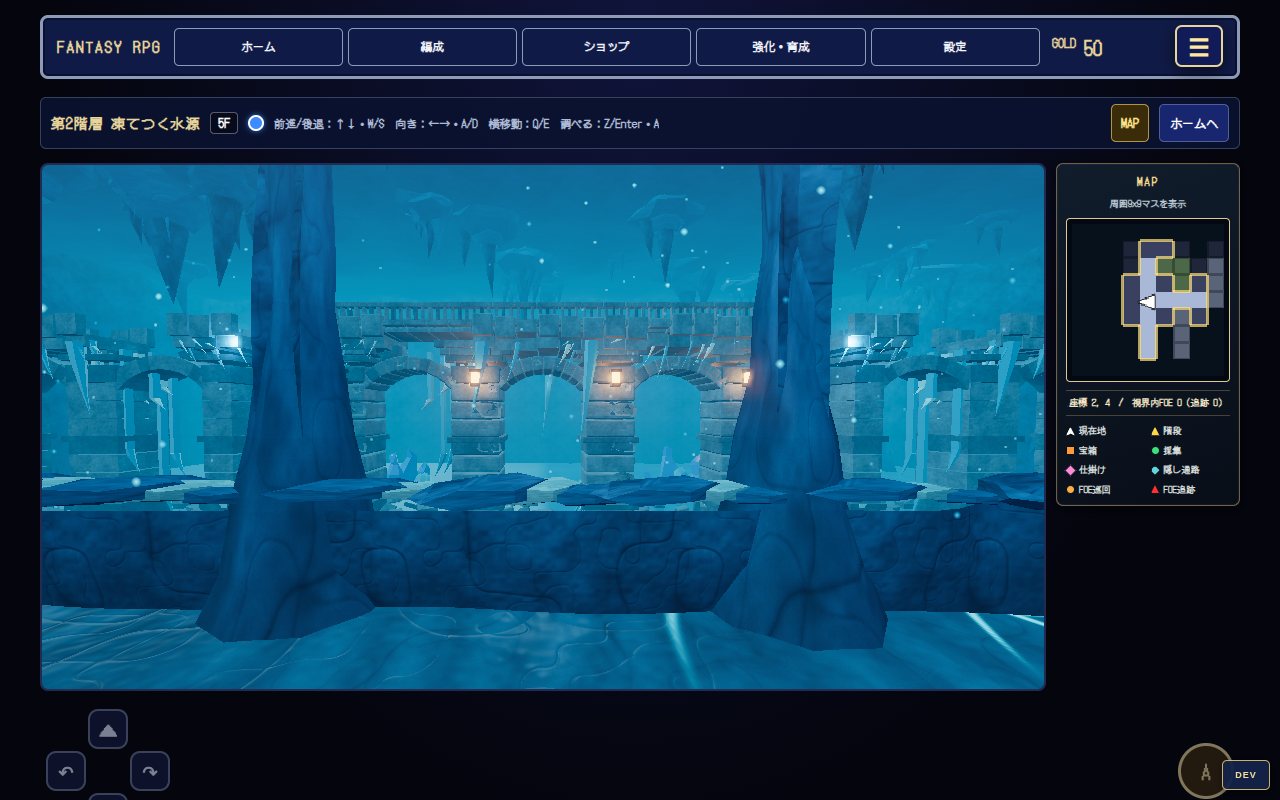 FANTASY RPG
ホーム
編成
ショップ
強化・育成
設定
GOLD 50
第2階層 凍てつく水源
5F
前進/後退：↑↓・W/S 向き：←→・A/D 横移動：Q/E 調べる：Z/Enter・A
MAP
ホームへ
MAP
周囲9x9マスを表示
座標 2, 4 / 視界内FOE 0（追跡 0）
現在地
階段
宝箱
採集
仕掛け
隠し通路
FOE巡回
FOE追跡
A
DEV